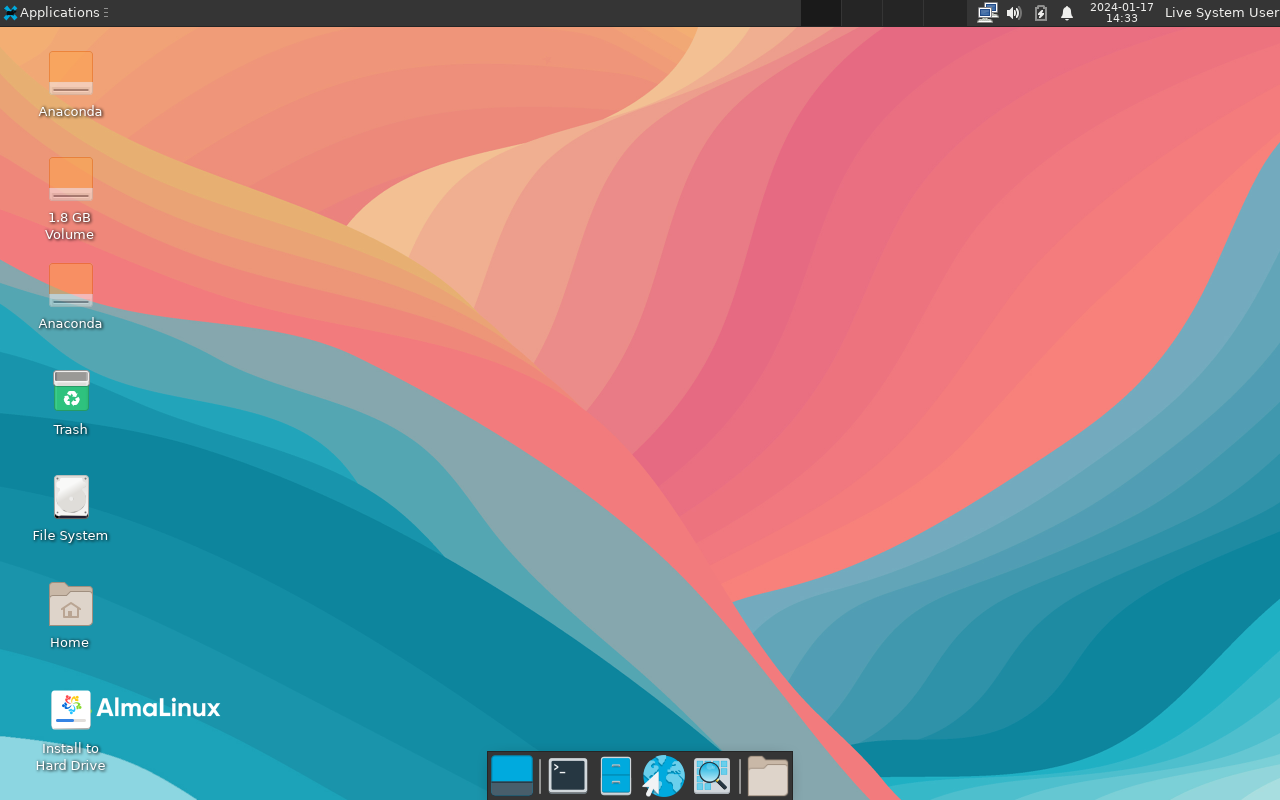 Applications
2024-01-17
14:33
Live System User
Anaconda
1.8 GB
Volume
Anaconda
Trash
File System
Home
AlmaLinux
Install to
Hard Drive
>_